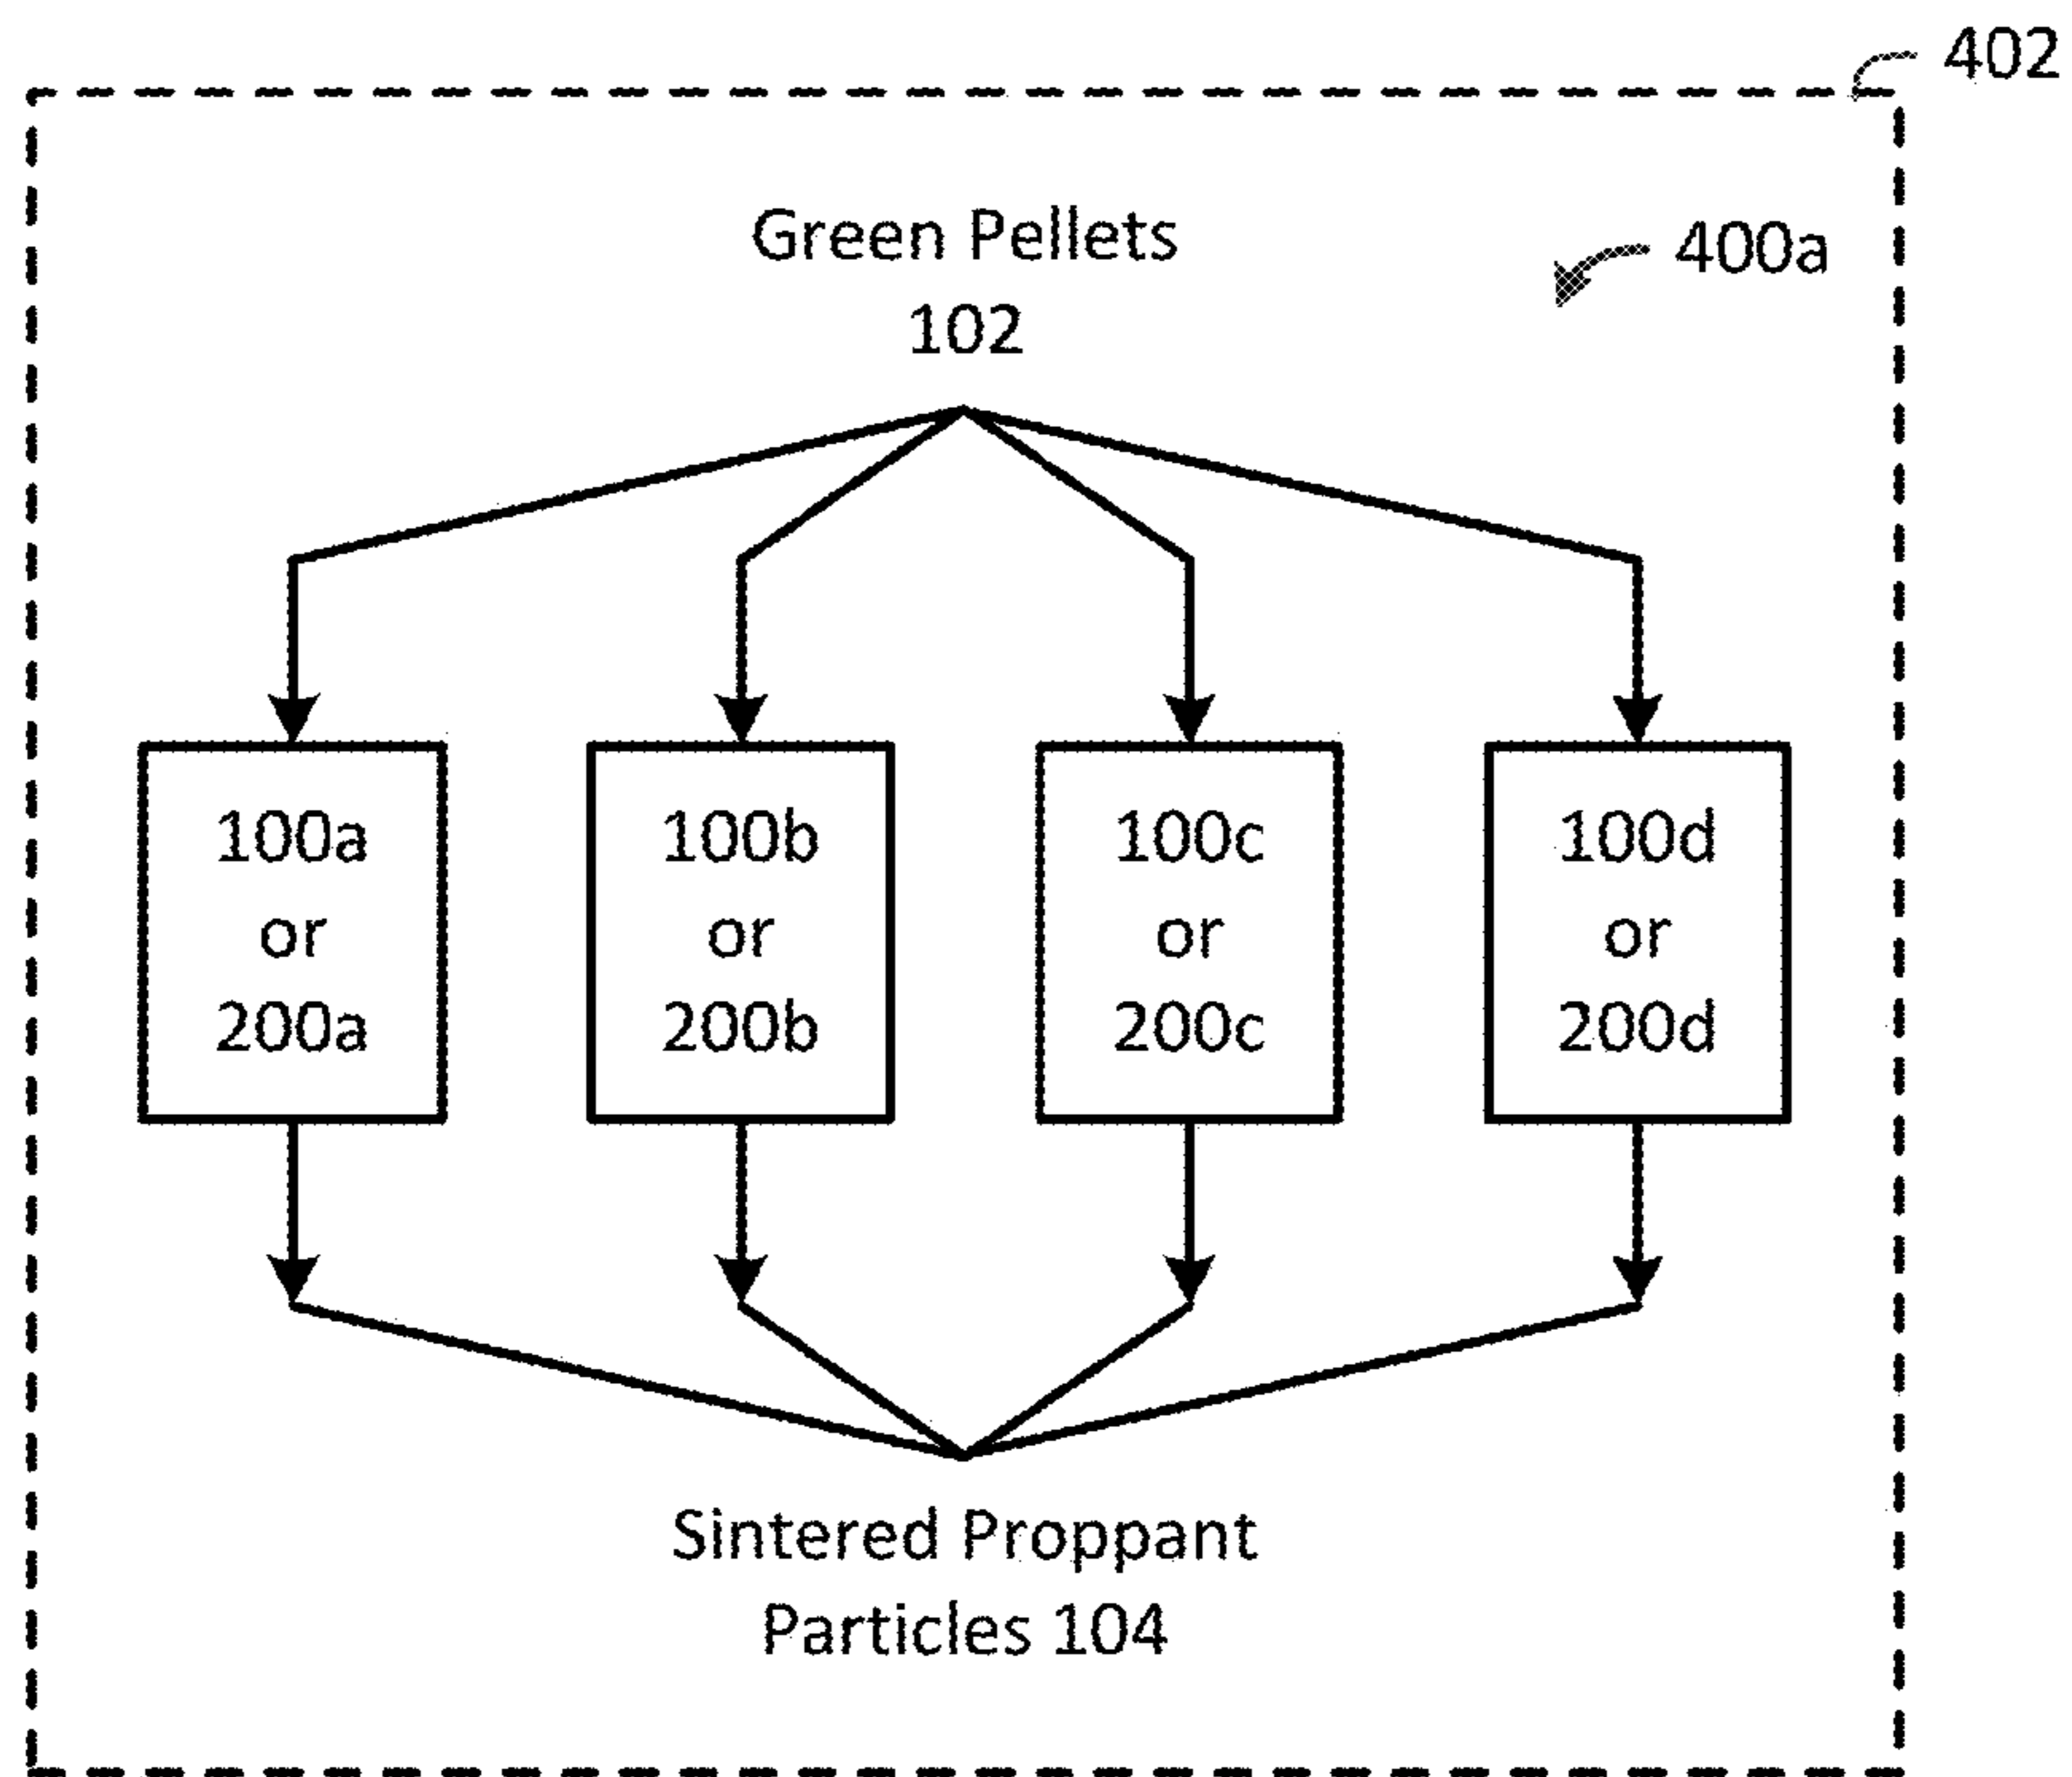 402
Green Pellets
400a
102
100a
or
200a
100b
or
200b
100c
or
200c
100d
or
200d
Sintered Proppant
Particles 104